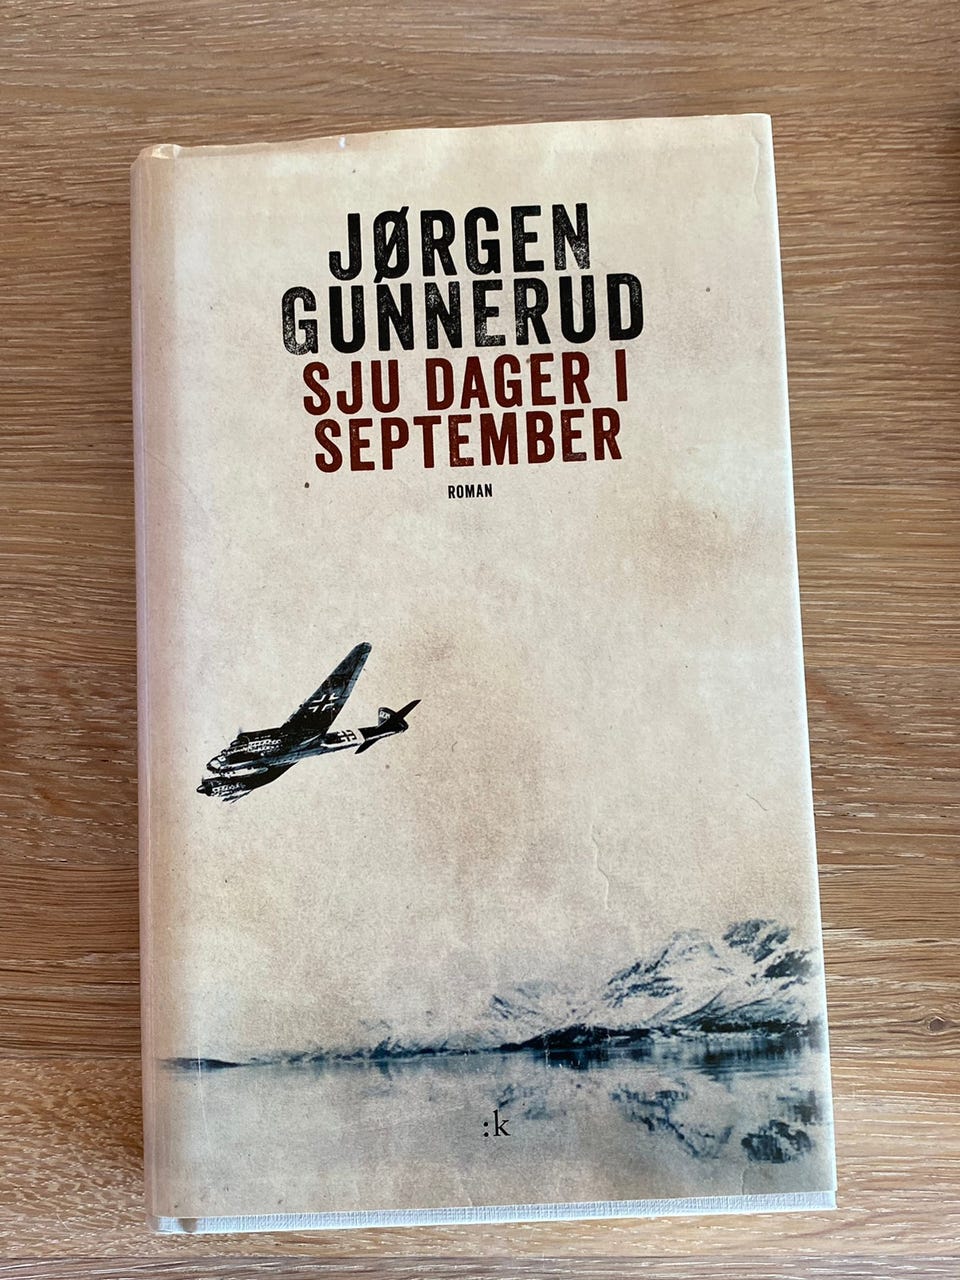 JØRGEN
GUNNERUD
SJU DAGER I
SEPTEMBER
ROMAN
:k